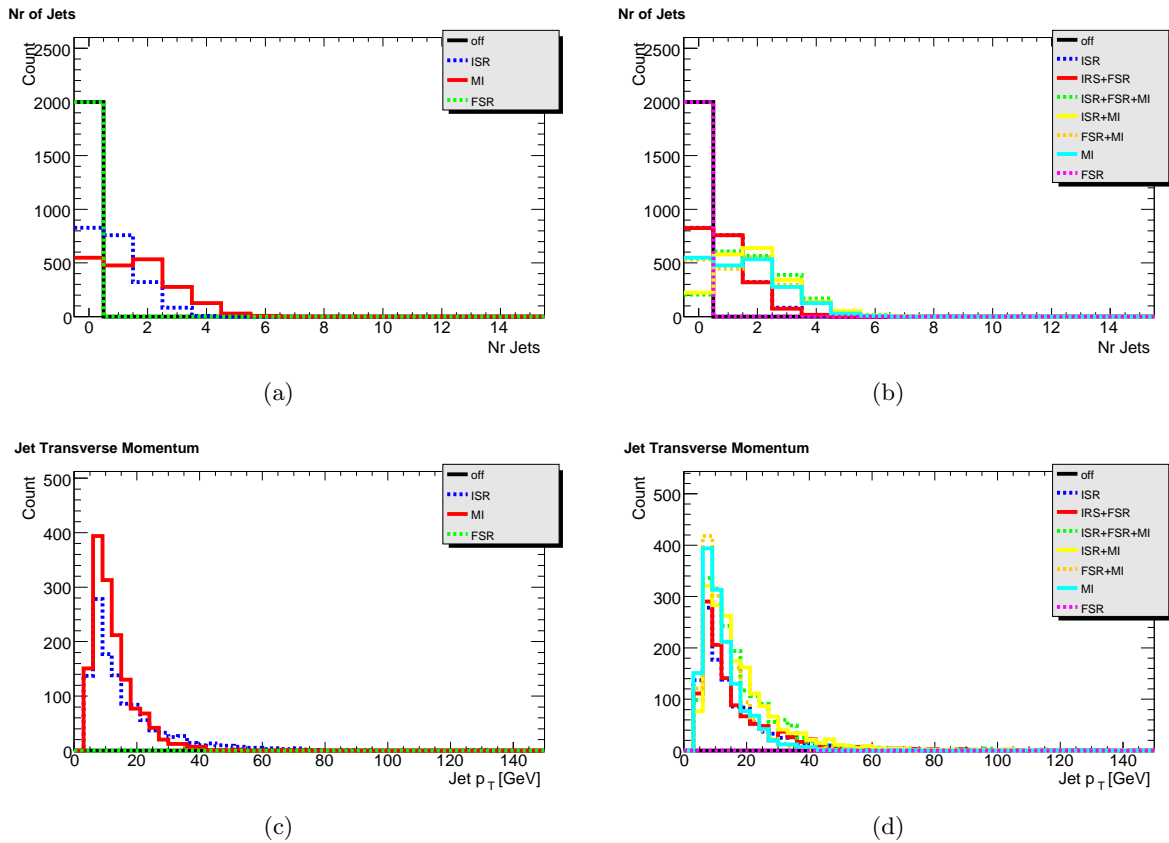 Nr of Jets
Count
2500
2000
1500
1000
500
0
0 2 4 6 8 10 12 14
Nr Jets
off
ISR
MI
FSR
(a)
Nr of Jets
Count
2500
2000
1500
1000
500
0
0 2 4 6 8 10 12 14
Nr Jets
off
ISR
IRS+FSR
ISR+FSR+MI
ISR+MI
FSR+MI
MI
FSR
(b)
Jet Transverse Momentum
Count
500
400
300
200
100
0
0 20 40 60 80 100 120 140
Jet p_T [GeV]
off
ISR
MI
FSR
(c)
Jet Transverse Momentum
Count
500
400
300
200
100
0
0 20 40 60 80 100 120 140
Jet p_T [GeV]
off
ISR
IRS+FSR
ISR+FSR+MI
ISR+MI
FSR+MI
MI
FSR
(d)